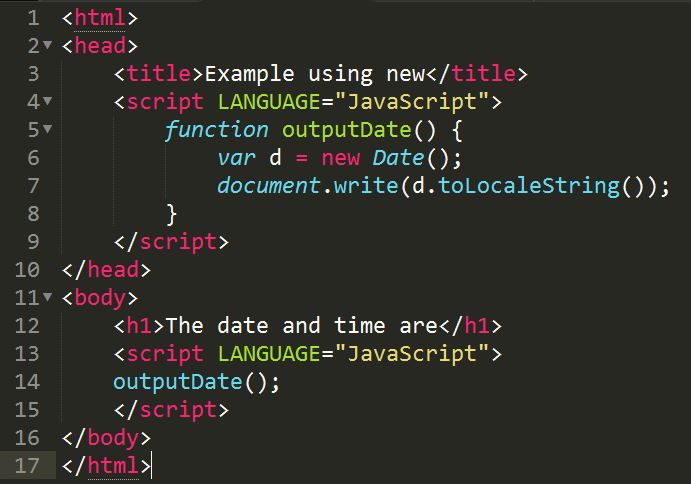 1 <html>
2 <head>
3     <title>Example using new</title>
4     <script LANGUAGE="JavaScript">
5         function outputDate() {
6             var d = new Date();
7             document.write(d.toLocaleString());
8         }
9     </script>
10 </head>
11 <body>
12     <h1>The date and time are</h1>
13     <script LANGUAGE="JavaScript">
14     outputDate();
15     </script>
16 </body>
17 </html>